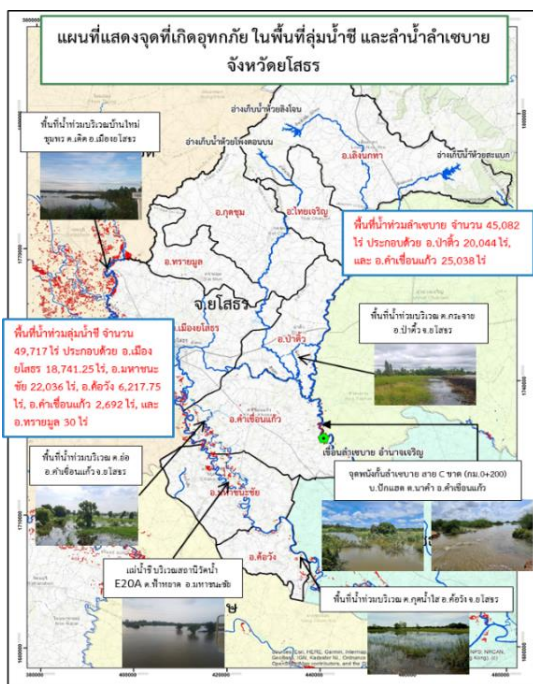 แผนที่แสดงจุดที่เกิดอุทกภัย ในพื้นที่ลุ่มน้ำชี และลำน้ำลำเซบาย
จังหวัดยโสธร
พื้นที่น้ำท่วมบริเวณบ้านใหม่
ชุมพร ต.เดิด อ.เมืองยโสธร
อ่างเก็บน้ำห้วยลิงโจน
อ่างเก็บน้ำห้วยโพงตอนบน
อ่างเก็บน้ำห้วยสะแบก
อ.เลิงนกทา
อ.กุดชุม
อ.ไทยเจริญ
อ.ทรายมูล
พื้นที่น้ำท่วมลำเซบาย จำนวน 45,082
ไร่ ประกอบด้วย อ.ป่าติ้ว 20,044 ไร่,
และ อ.คำเขื่อนแก้ว 25,038 ไร่
จ.ยโสธร
อ.เมืองยโสธร
อ.ป่าติ้ว
พื้นที่น้ำท่วมบริเวณ ต.กระจาย
อ.ป่าติ้ว จ.ยโสธร
พื้นที่น้ำท่วมลุ่มน้ำชี จำนวน
49,717 ไร่ ประกอบด้วย อ.เมือง
ยโสธร 18,741.25 ไร่, อ.มหาชนะ
ชัย 22,036 ไร่, อ.ค้อวัง 6,217.75
ไร่, อ.คำเขื่อนแก้ว 2,692 ไร่, และ
อ.ทรายมูล 30 ไร่
อ.คำเขื่อนแก้ว
เขื่อนลำเซบาย อำนาจเจริญ
พื้นที่น้ำท่วมบริเวณ ต.ย่อ
อ.คำเขื่อนแก้ว จ.ยโสธร
จุดพนังกั้นลำเซบาย สาย C ขาด (กม.0+200)
บ.ปักแฮด ต.นาคำ อ.คำเขื่อนแก้ว
อ.มหาชนะชัย
อ.ค้อวัง
แม่น้ำชี บริเวณสถานีวัดน้ำ
E20A ต.ฟ้าหยาด อ.มหาชนะชัย
พื้นที่น้ำท่วมบริเวณ ต.กุดน้ำใส อ.ค้อวัง จ.ยโสธร